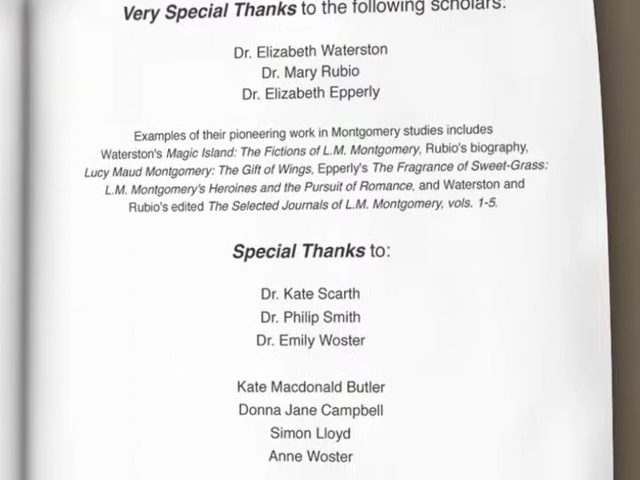 Very Special Thanks to the following scholars:
Dr. Elizabeth Waterston
Dr. Mary Rubio
Dr. Elizabeth Epperly
Examples of their pioneering work in Montgomery studies includes
Waterston's Magic Island: The Fictions of L.M. Montgomery, Rubio's biography,
Lucy Maud Montgomery: The Gift of Wings, Epperly's The Fragrance of Sweet-Grass:
L.M. Montgomery's Heroines and the Pursuit of Romance, and Waterston and
Rubio's edited The Selected Journals of L.M. Montgomery, vols. 1-5.
Special Thanks to:
Dr. Kate Scarth
Dr. Philip Smith
Dr. Emily Woster
Kate Macdonald Butler
Donna Jane Campbell
Simon Lloyd
Anne Woster